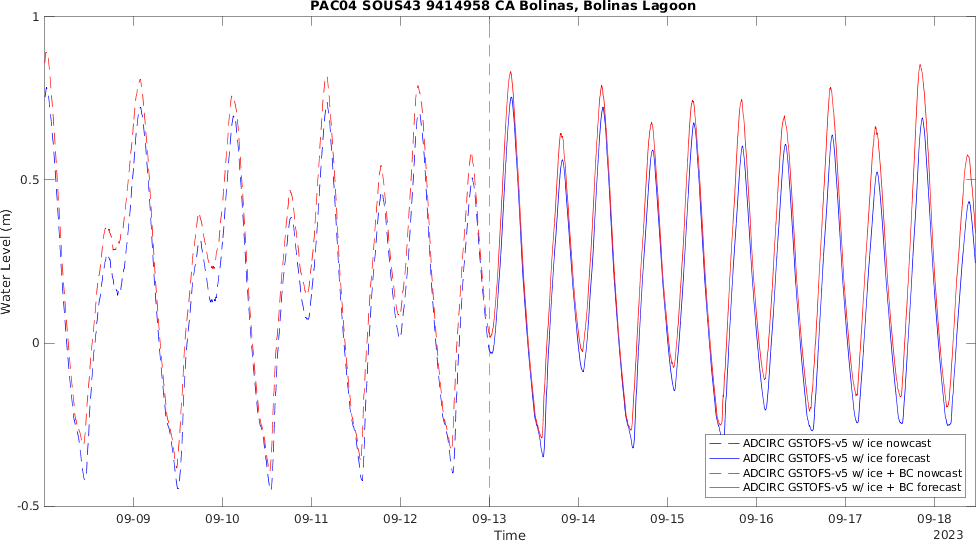 PAC04 SOUS43 9414958 CA Bolinas, Bolinas Lagoon
1
0.5
0
-0.5
Water Level (m)
09-13
09-09 09-10 09-11 09-12 09-13 09-14 09-15 09-16 09-17 09-18
Time
2023
ADCIRC GSTOFS-v5 w/ ice nowcast
ADCIRC GSTOFS-v5 w/ ice forecast
ADCIRC GSTOFS-v5 w/ ice + BC nowcast
ADCIRC GSTOFS-v5 w/ ice + BC forecast